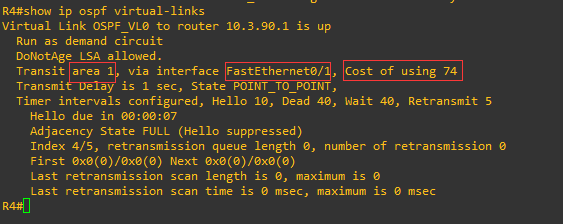 R4#show ip ospf virtual-links
Virtual Link OSPF_VL0 to router 10.3.90.1 is up
Run as demand circuit
DoNotAge LSA allowed.
Transit area 1, via interface FastEthernet0/1, Cost of using 74
Transmit Delay is 1 sec, State POINT_TO_POINT,
Timer intervals configured, Hello 10, Dead 40, Wait 40, Retransmit 5
Hello due in 00:00:07
Adjacency State FULL (Hello suppressed)
Index 4/5, retransmission queue length 0, number of retransmission 0
First 0x0(0)/0x0(0) Next 0x0(0)/0x0(0)
Last retransmission scan length is 0, maximum is 0
Last retransmission scan time is 0 msec, maximum is 0 msec
R4#